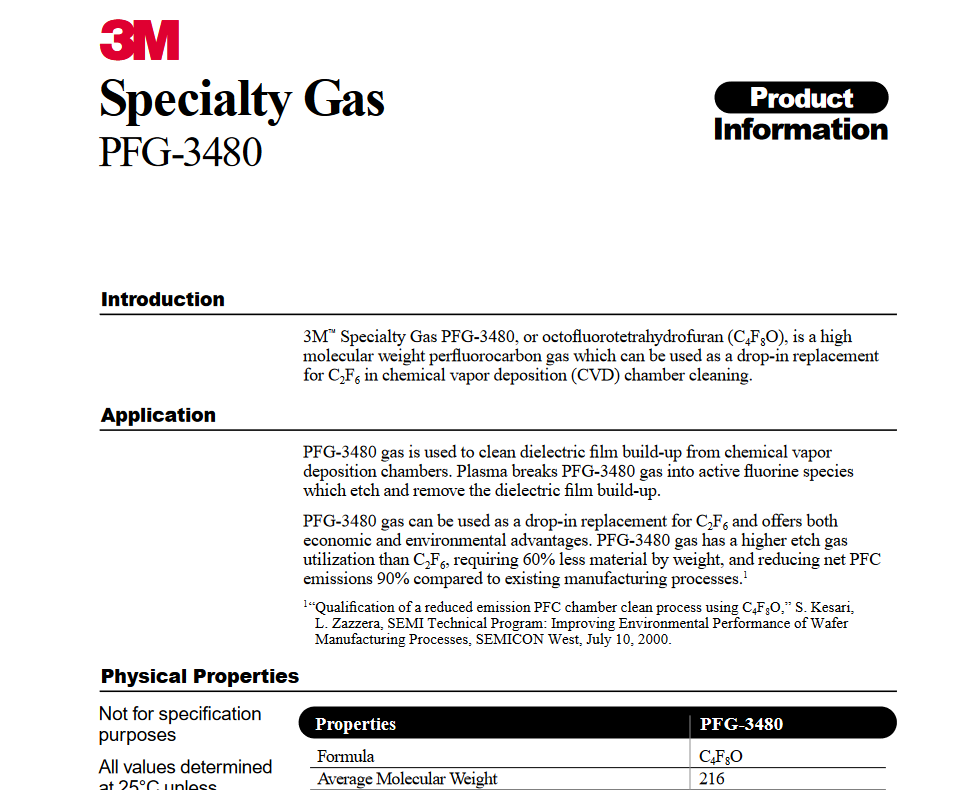 3M
Specialty Gas
PFG-3480
Product
Information
Introduction
3M™ Specialty Gas PFG-3480, or octofluorotetrahydrofuran (C₄F₈O), is a high
molecular weight perfluorocarbon gas which can be used as a drop-in replacement
for C₂F₆ in chemical vapor deposition (CVD) chamber cleaning.
Application
PFG-3480 gas is used to clean dielectric film build-up from chemical vapor
deposition chambers. Plasma breaks PFG-3480 gas into active fluorine species
which etch and remove the dielectric film build-up.
PFG-3480 gas can be used as a drop-in replacement for C₂F₆ and offers both
economic and environmental advantages. PFG-3480 gas has a higher etch gas
utilization than C₂F₆, requiring 60% less material by weight, and reducing net PFC
emissions 90% compared to existing manufacturing processes.¹
¹“Qualification of a reduced emission PFC chamber clean process using C₄F₈O,” S. Kesari,
L. Zazzera, SEMI Technical Program: Improving Environmental Performance of Wafer
Manufacturing Processes, SEMICON West, July 10, 2000.
Physical Properties
Not for specification
purposes
All values determined
at 25°C unless
Properties PFG-3480
Formula C₄F₈O
Average Molecular Weight 216